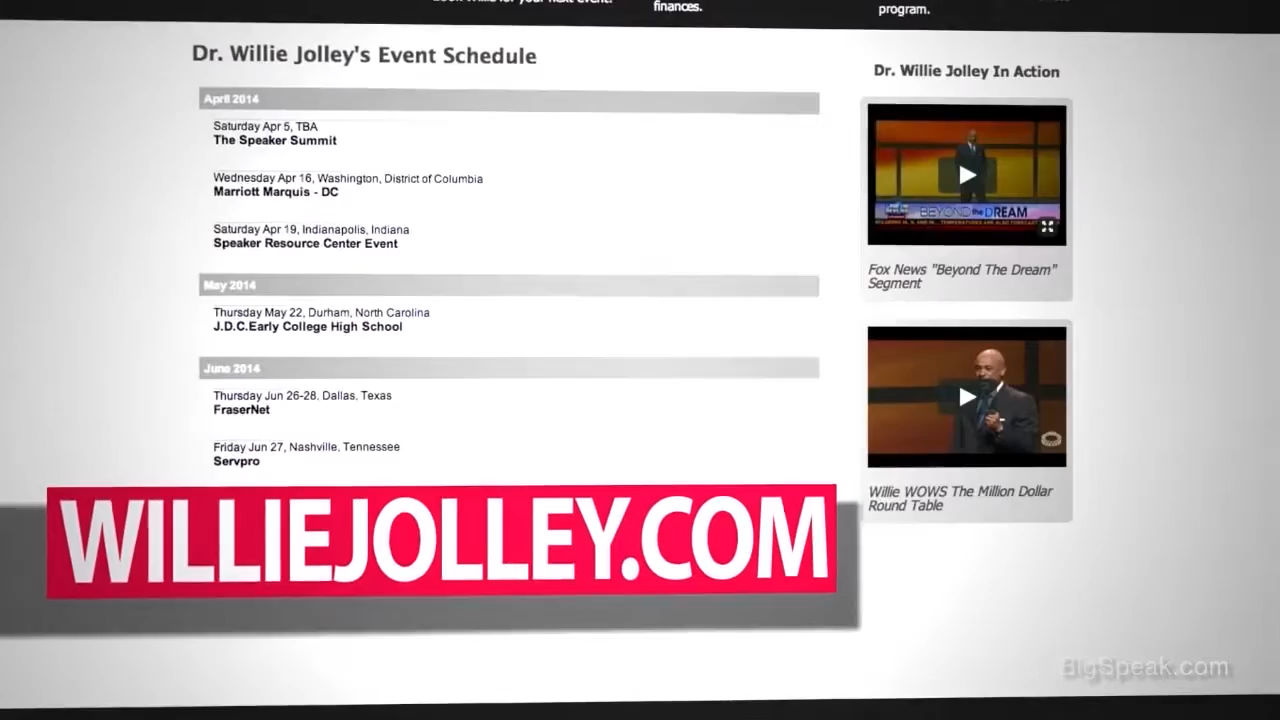 finances.
program.
Dr. Willie Jolley's Event Schedule
April 2014
Saturday Apr 5, TBA
The Speaker Summit
Wednesday Apr 16, Washington, District of Columbia
Marriott Marquis - DC
Saturday Apr 19, Indianapolis, Indiana
Speaker Resource Center Event
May 2014
Thursday May 22, Durham, North Carolina
J.D.C.Early College High School
June 2014
Thursday Jun 26-28, Dallas, Texas
FraserNet
Friday Jun 27, Nashville, Tennessee
Servpro
Dr. Willie Jolley In Action
BEYOND the DREAM
Fox News "Beyond The Dream"
Segment
Willie WOWS The Million Dollar
Round Table
WILLIEJOLLEY.COM
BigSpeak.com